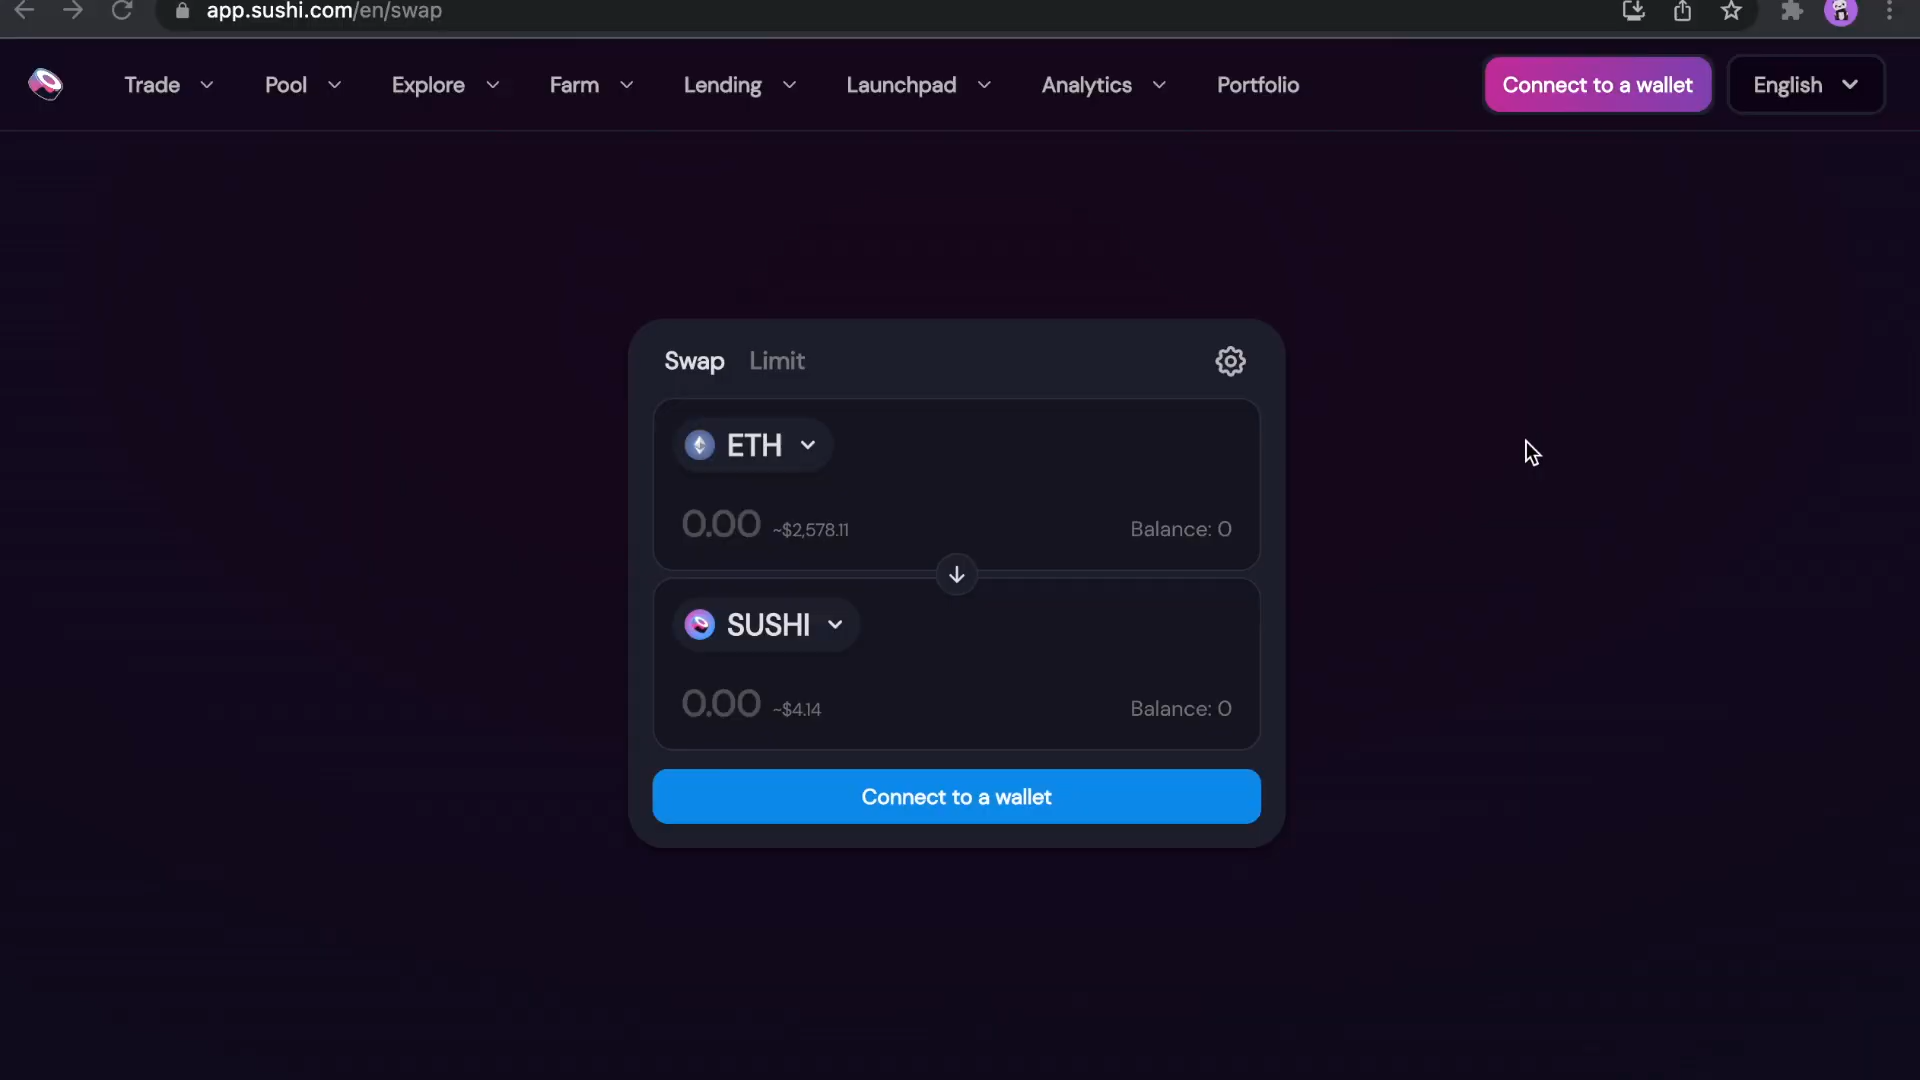 app.sushi.com/en/swap
Trade Pool Explore Farm Lending Launchpad Analytics Portfolio Connect to a wallet English
Swap Limit
ETH
0.00 ~$2,578.11 Balance: 0
SUSHI
0.00 ~$4.14 Balance: 0
Connect to a wallet